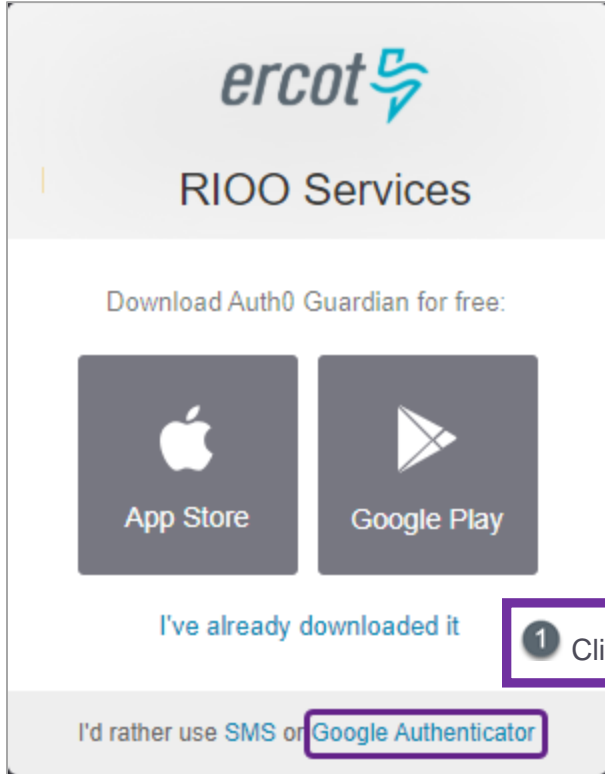 ercot
RIOO Services
Download Auth0 Guardian for free:
App Store
Google Play
I've already downloaded it
1
I'd rather use SMS or Google Authenticator